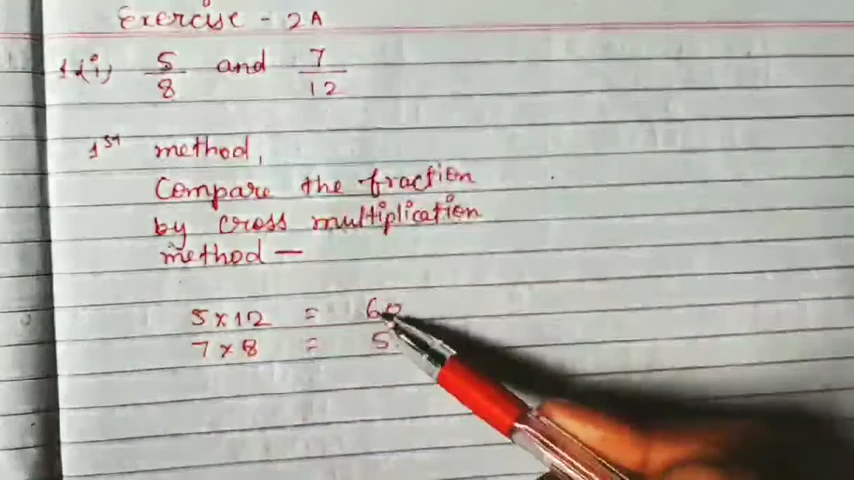 Exercise - 2A
1.(i) 5/8 and 7/12
1st method,
Compare the fraction
by cross multiplication
method —
5 × 12 = 60
7 × 8 = 5